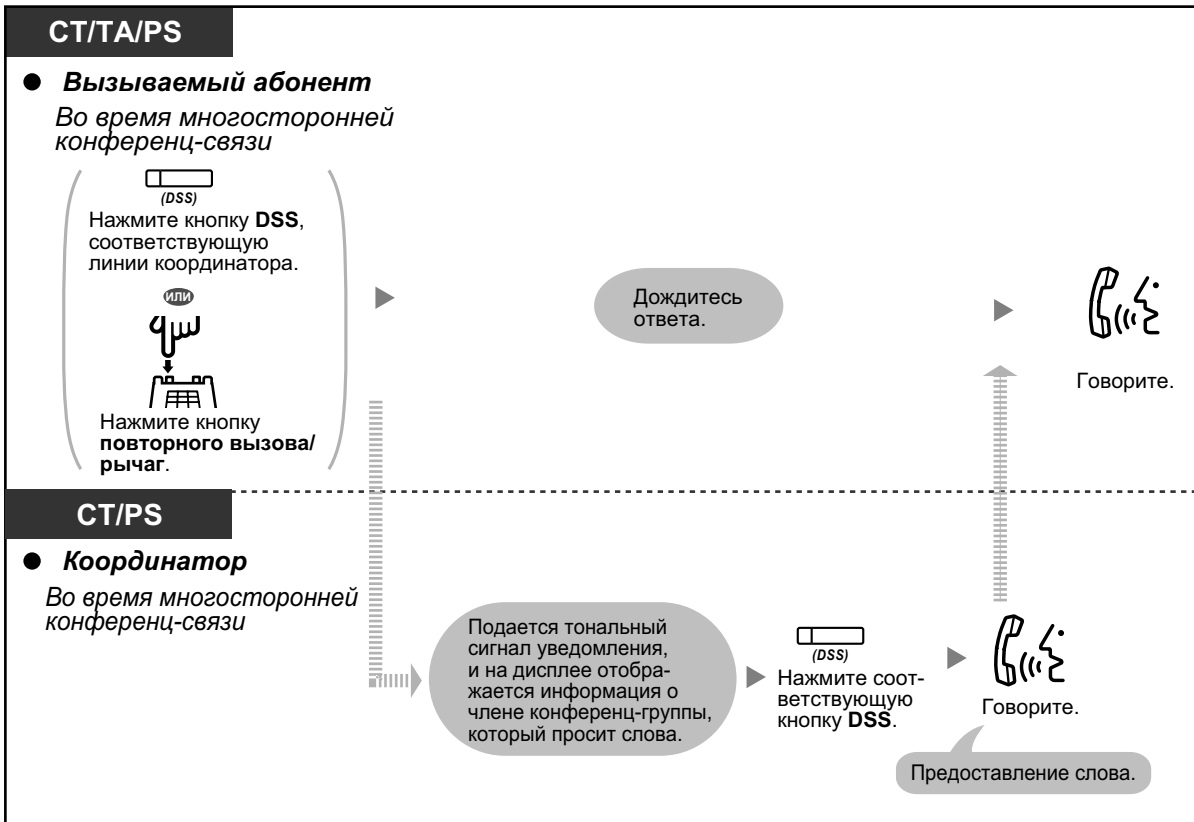 CT/TA/PS
● Вызываемый абонент
Во время многосторонней
конференц-связи
(DSS)
Нажмите кнопку DSS,
соответствующую
линии координатора.
или
Нажмите кнопку
повторного вызова/
рычаг.
Дождитесь
ответа.
Говорите.
CT/PS
● Координатор
Во время многосторонней
конференц-связи
Подается тональный
сигнал уведомления,
и на дисплее отобра-
жается информация о
члене конференц-группы,
который просит слова.
(DSS)
Нажмите соот-
ветствующую
кнопку DSS.
Говорите.
Предоставление слова.